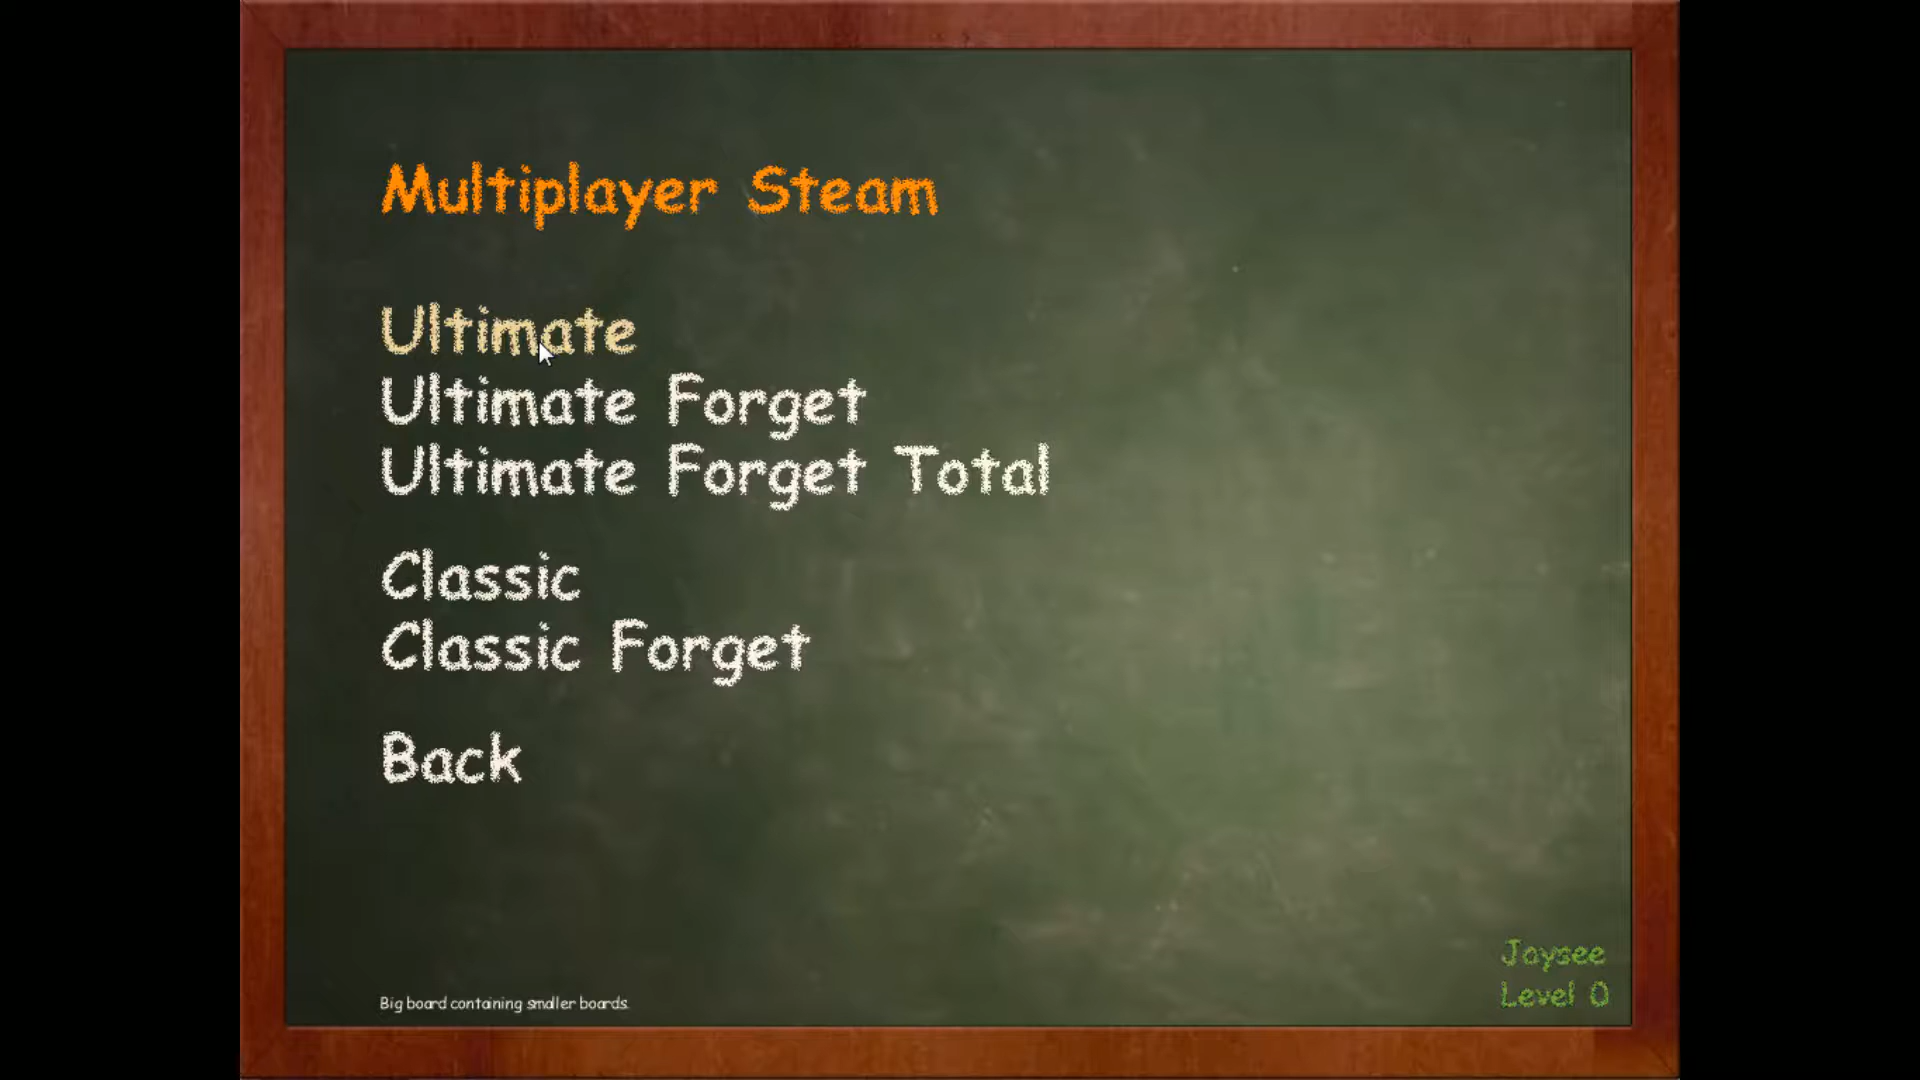 Multiplayer Steam
Ultimate
Ultimate Forget
Ultimate Forget Total
Classic
Classic Forget
Back
Joysee
Level 0
Big board containing smaller boards.